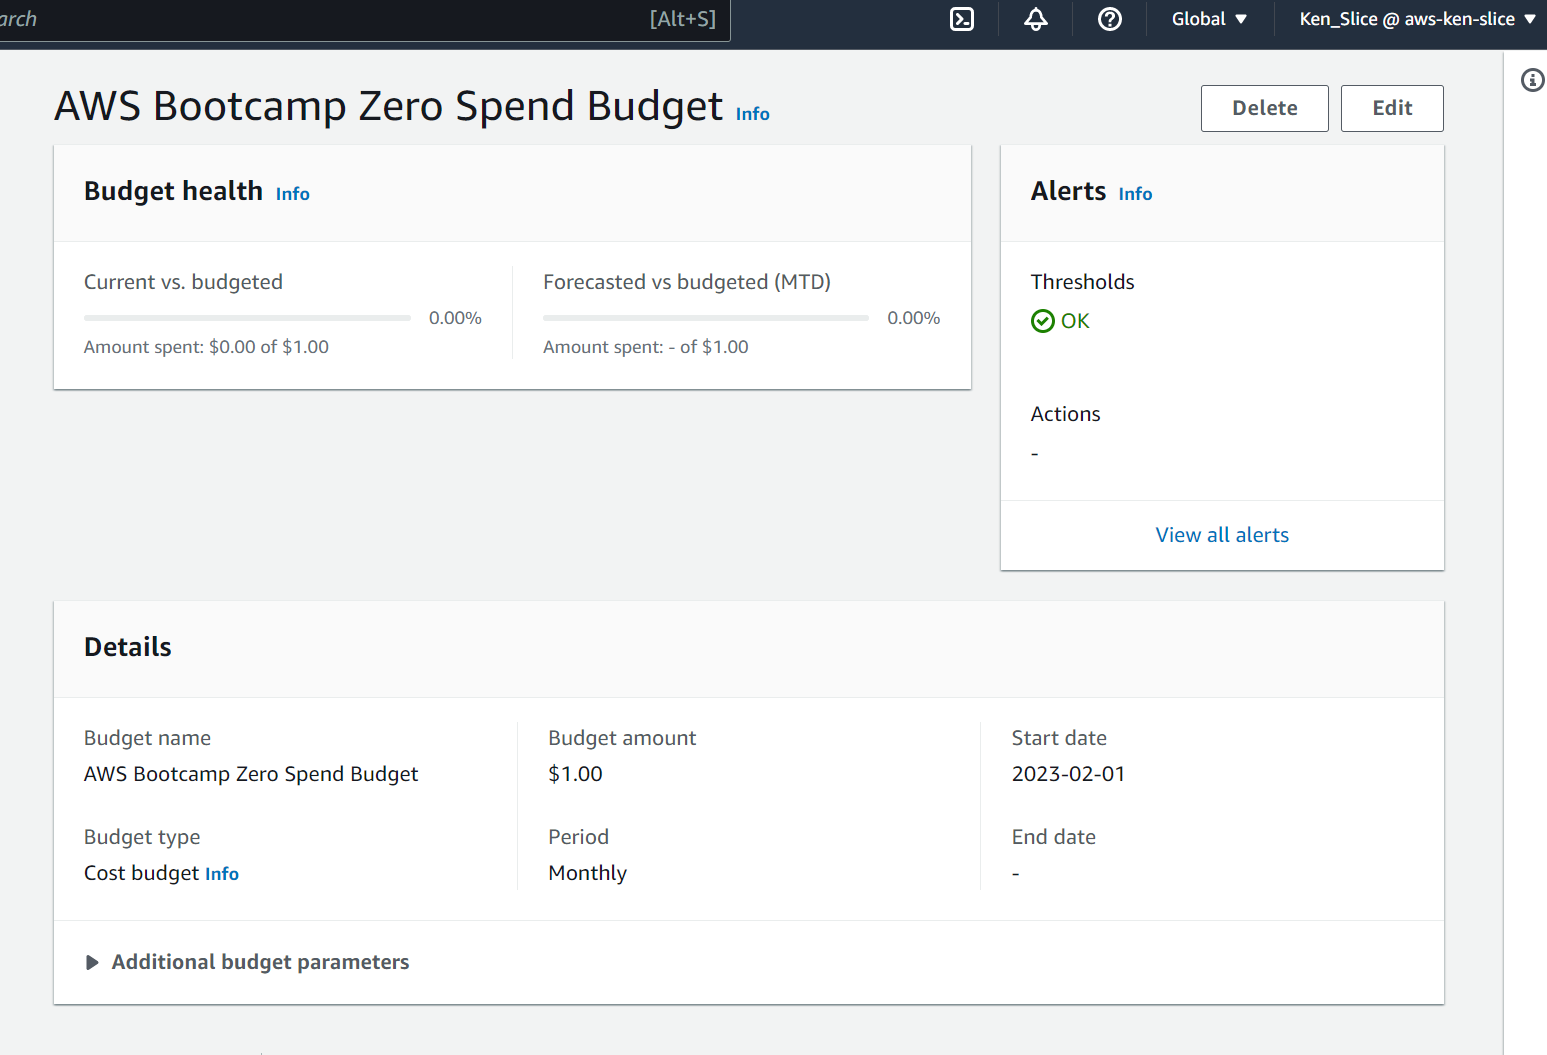 arch [Alt+S] Global Ken_Slice @ aws-ken-slice
AWS Bootcamp Zero Spend Budget Info
Delete Edit
Budget health Info
Current vs. budgeted
0.00%
Amount spent: $0.00 of $1.00
Forecasted vs budgeted (MTD)
0.00%
Amount spent: - of $1.00
Alerts Info
Thresholds
OK
Actions
-
View all alerts
Details
Budget name
AWS Bootcamp Zero Spend Budget
Budget type
Cost budget Info
Budget amount
$1.00
Period
Monthly
Start date
2023-02-01
End date
-
Additional budget parameters